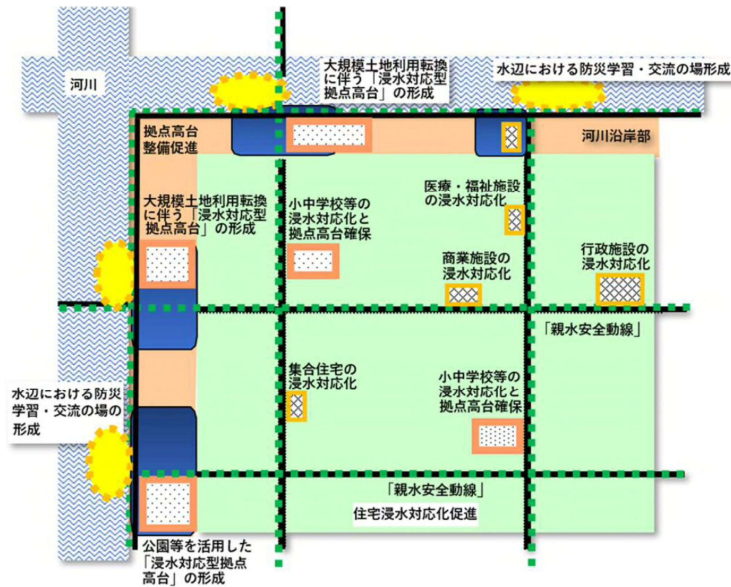 河川
大規模土地利用転換
に伴う「浸水対応型
拠点高台」の形成
水辺における防災学習・交流の場形成
拠点高台
整備促進
河川沿岸部
大規模土地利用転換
に伴う「浸水対応型
拠点高台」の形成
小中学校等の
浸水対応化と
拠点高台確保
医療・福祉施設
の浸水対応化
商業施設の
浸水対応化
行政施設の
浸水対応化
「親水安全動線」
水辺における防災
学習・交流の場の
形成
集合住宅の
浸水対応化
小中学校等の
浸水対応化と
拠点高台確保
「親水安全動線」
住宅浸水対応化促進
公園等を活用した
「浸水対応型拠点
高台」の形成